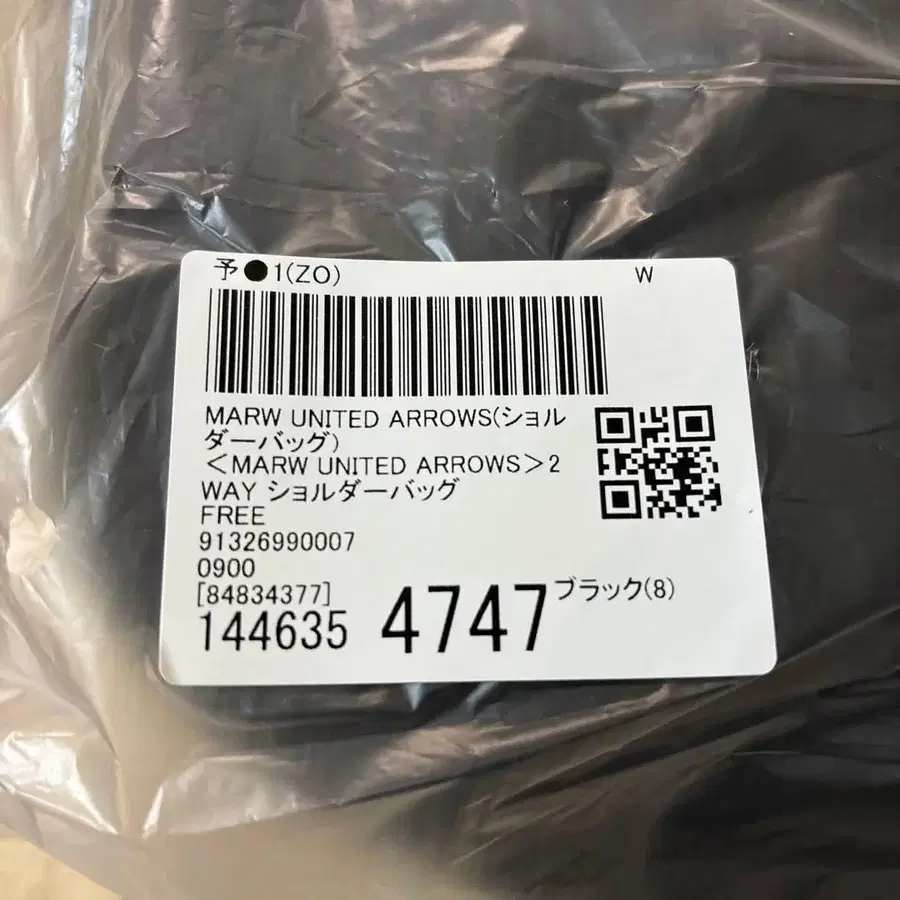 予●1(ZO) W
MARW UNITED ARROWS(ショル
ダーバッグ)
＜MARW UNITED ARROWS＞2
WAY ショルダーバッグ
FREE
91326990007
0900
[84834377]
144635 4747 ブラック(8)